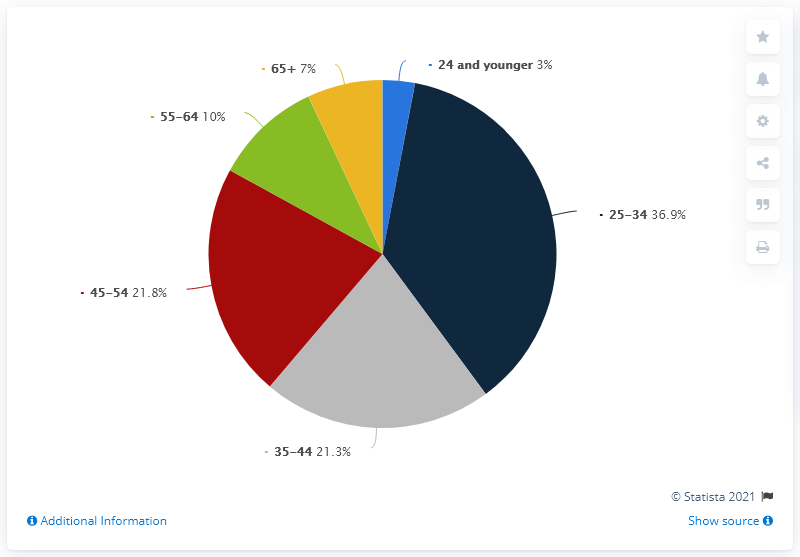 24 and younger 3%
65+ 7%
55–64 10%
25–34 36.9%
45–54 21.8%
35–44 21.3%
© Statista 2021
Additional Information
Show source